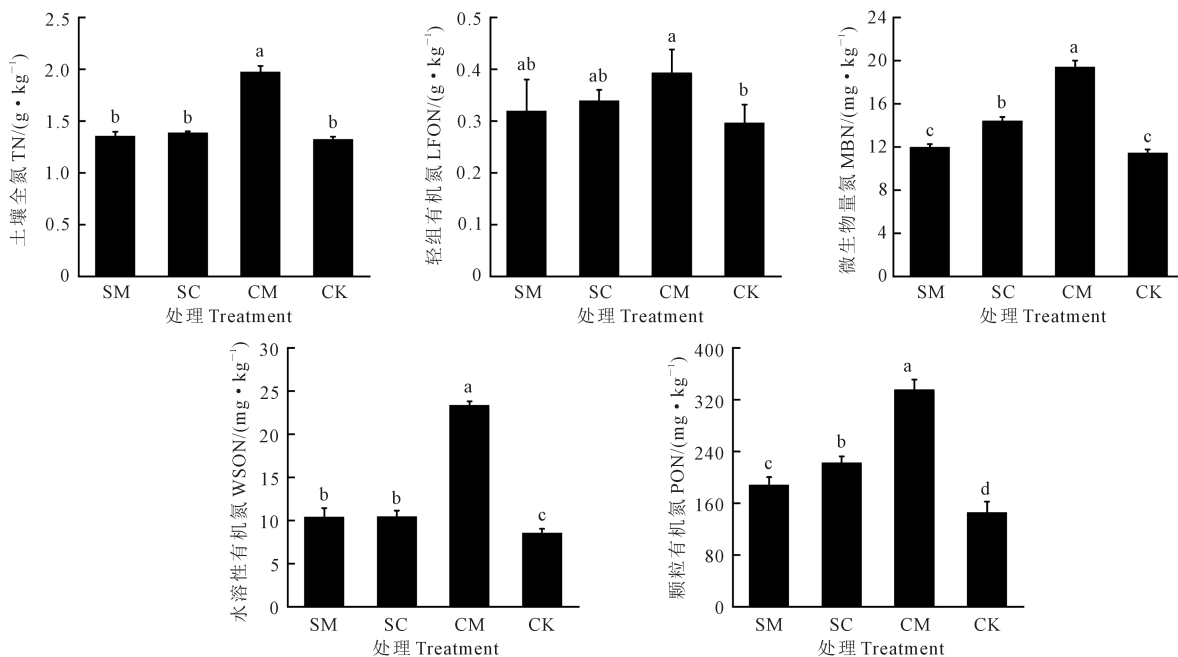 土壤全氮 TN/(g•kg⁻¹)
2.5
2.0
1.5
1.0
0.5
0
b
b
a
b
SM SC CM CK
处理 Treatment
轻组有机氮 LFON/(g•kg⁻¹)
0.5
0.4
0.3
0.2
0.1
0
ab
ab
a
b
SM SC CM CK
处理 Treatment
微生物量氮 MBN/(mg•kg⁻¹)
24
20
16
12
8
4
0
c
b
a
c
SM SC CM CK
处理 Treatment
水溶性有机氮 WSON/(mg•kg⁻¹)
30
25
20
15
10
5
0
b
b
a
c
SM SC CM CK
处理 Treatment
颗粒有机氮 PON/(mg•kg⁻¹)
400
320
240
160
80
0
c
b
a
d
SM SC CM CK
处理 Treatment